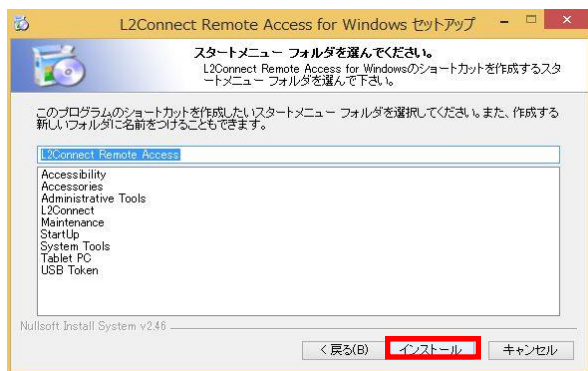 L2Connect Remote Access for Windows セットアップ
スタートメニュー フォルダを選んでください。
L2Connect Remote Access for Windowsのショートカットを作成するスタ
ートメニュー フォルダを選んで下さい。
このプログラムのショートカットを作成したいスタートメニュー フォルダを選択してください。また、作成する
新しいフォルダに名前をつけることもできます。
L2Connect Remote Access
Accessibility
Accessories
Administrative Tools
L2Connect
Maintenance
StartUp
System Tools
Tablet PC
USB Token
Nullsoft Install System v2.46
< 戻る(B) インストール キャンセル